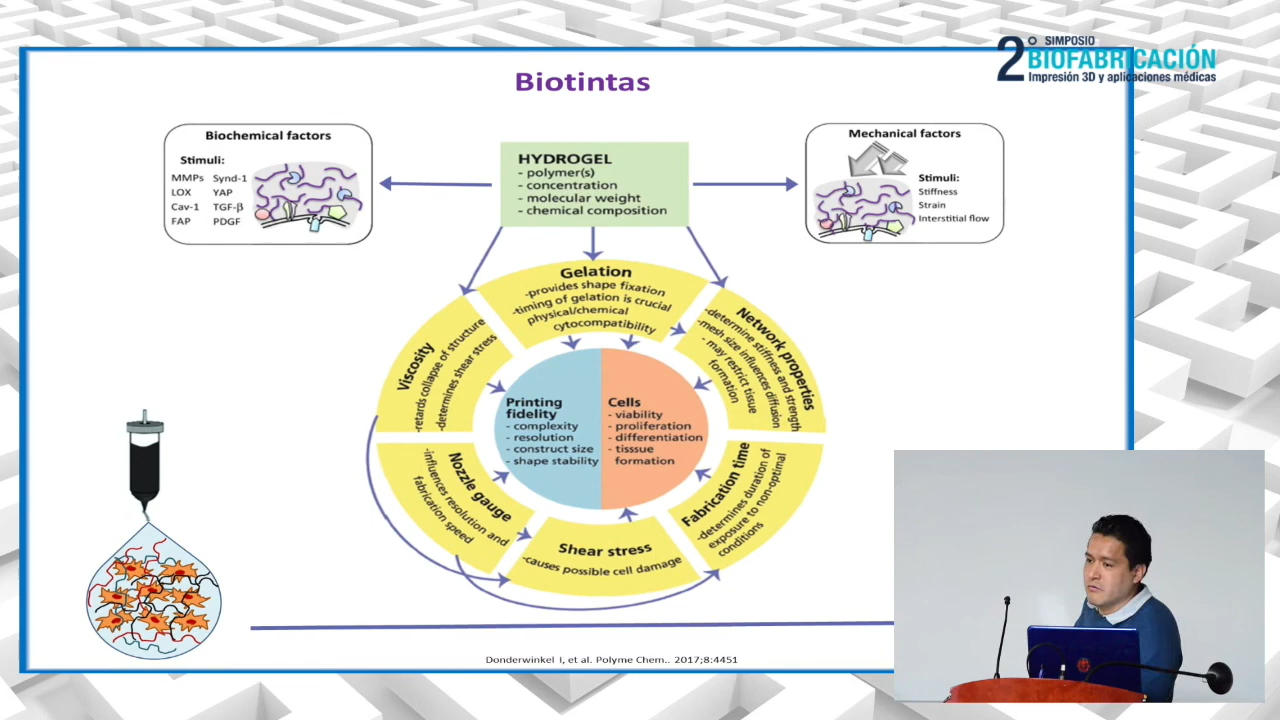 2° SIMPOSIO
BIOFABRICACIÓN
Impresión 3D y aplicaciones médicas
Biotintas
Biochemical factors
Stimuli:
MMPs Synd-1
LOX YAP
Cav-1 TGF-β
FAP PDGF
HYDROGEL
- polymer(s)
- concentration
- molecular weight
- chemical composition
Mechanical factors
Stimuli:
Stiffness
Strain
Interstitial flow
Gelation
-provides shape fixation
-timing of gelation is crucial
physical/chemical
cytocompatibility
Viscosity
-retards collapse of structure
-determines shear stress
Network properties
-determine stiffness and strength
-mesh size influences diffusion
- may restrict tissue
formation
Printing
fidelity
- complexity
- resolution
- construct size
- shape stability
Cells
- viability
- proliferation
- differentiation
- tisssue
formation
Nozzle gauge
-influences resolution and
fabrication speed
Shear stress
-causes possible cell damage
Fabrication time
-determines duration of
exposure to non-optimal
conditions
Donderwinkel I, et al. Polyme Chem.. 2017;8:4451